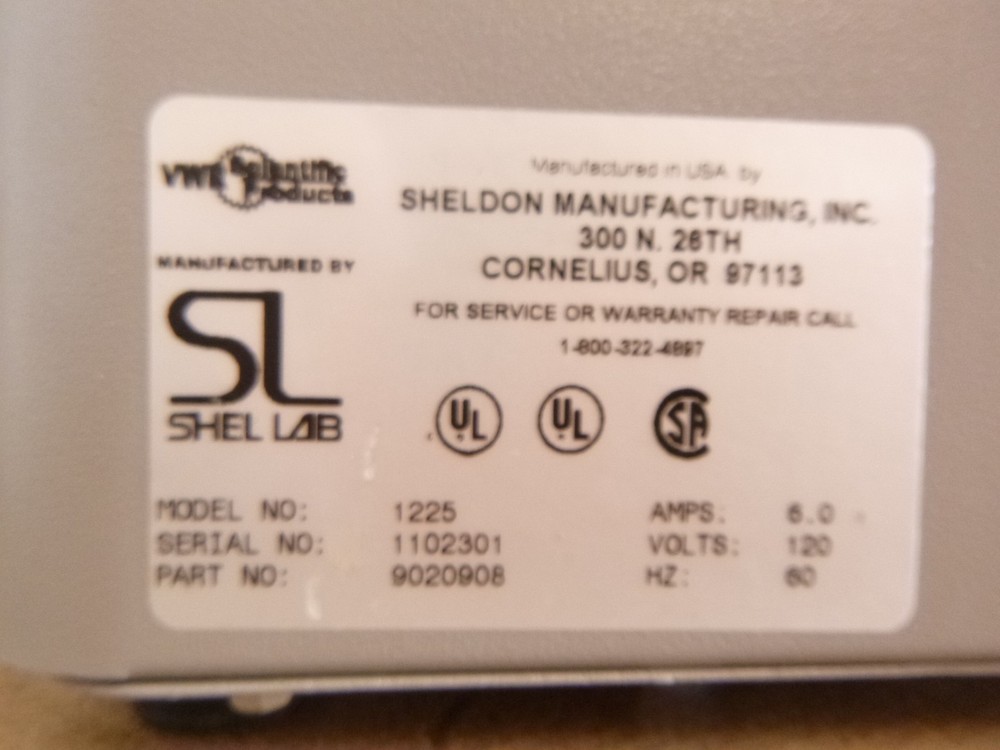 VWR Scientific
Products
MANUFACTURED BY
SL
SHEL LAB
Manufactured in USA by
SHELDON MANUFACTURING, INC.
300 N. 26TH
CORNELIUS, OR 97113
FOR SERVICE OR WARRANTY REPAIR CALL
1-800-322-4897
UL
UL
SA
MODEL NO: 1225 AMPS: 6.0
SERIAL NO: 1102301 VOLTS: 120
PART NO: 9020908 HZ: 60